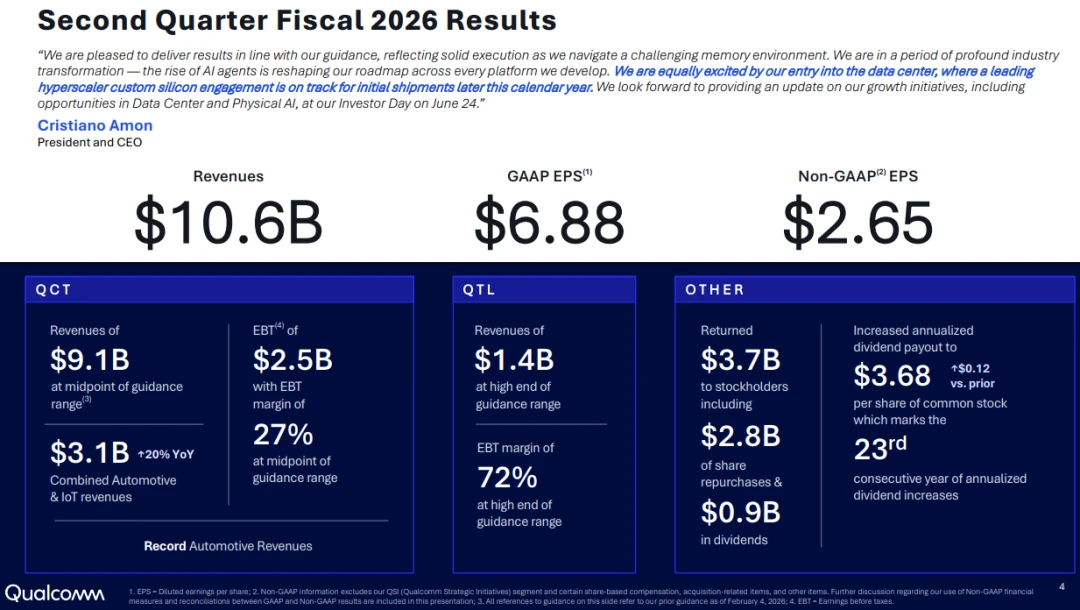 Second Quarter Fiscal 2026 Results
“We are pleased to deliver results in line with our guidance, reflecting solid execution as we navigate a challenging memory environment. We are in a period of profound industry
transformation — the rise of AI agents is reshaping our roadmap across every platform we develop. We are equally excited by our entry into the data center, where a leading
hyperscaler custom silicon engagement is on track for initial shipments later this calendar year. We look forward to providing an update on our growth initiatives, including
opportunities in Data Center and Physical AI, at our Investor Day on June 24.”
Cristiano Amon
President and CEO
Revenues
$10.6B
GAAP EPS(1)
$6.88
Non-GAAP(2) EPS
$2.65
QCT
Revenues of
$9.1B
at midpoint of guidance
range(3)
$3.1B ↑20% YoY
Combined Automotive
& IoT revenues
EBT(4) of
$2.5B
with EBT
margin of
27%
at midpoint of
guidance range
Record Automotive Revenues
QTL
Revenues of
$1.4B
at high end of
guidance range
EBT margin of
72%
at high end of
guidance range
OTHER
Returned
$3.7B
to stockholders
including
$2.8B
of share
repurchases &
$0.9B
in dividends
Increased annualized
dividend payout to
$3.68 ↑$0.12
vs. prior
per share of common stock
which marks the
23rd
consecutive year of annualized
dividend increases
Qualcomm
1. EPS = Diluted earnings per share; 2. Non-GAAP information excludes our QSI (Qualcomm Strategic Initiatives) segment and certain share-based compensation, acquisition-related items, and other items. Further discussion regarding our use of Non-GAAP financial
measures and reconciliations between GAAP and Non-GAAP results are included in this presentation; 3. All references to guidance on this slide refer to our prior guidance as of February 4, 2026; 4. EBT = Earnings before taxes.
4